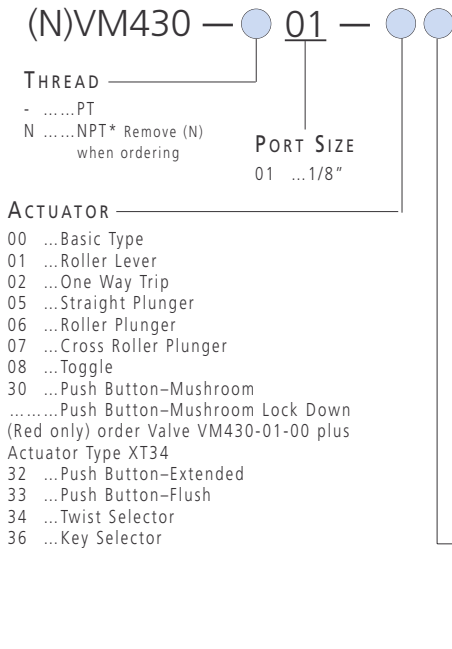 (N)VM430 — 01 —
THREAD
- ......PT
N ......NPT* Remove (N)
when ordering
PORT SIZE
01 ...1/8"
ACTUATOR
00 ...Basic Type
01 ...Roller Lever
02 ...One Way Trip
05 ...Straight Plunger
06 ...Roller Plunger
07 ...Cross Roller Plunger
08 ...Toggle
30 ...Push Button–Mushroom
.........Push Button–Mushroom Lock Down
(Red only) order Valve VM430-01-00 plus
Actuator Type XT34
32 ...Push Button–Extended
33 ...Push Button–Flush
34 ...Twist Selector
36 ...Key Selector